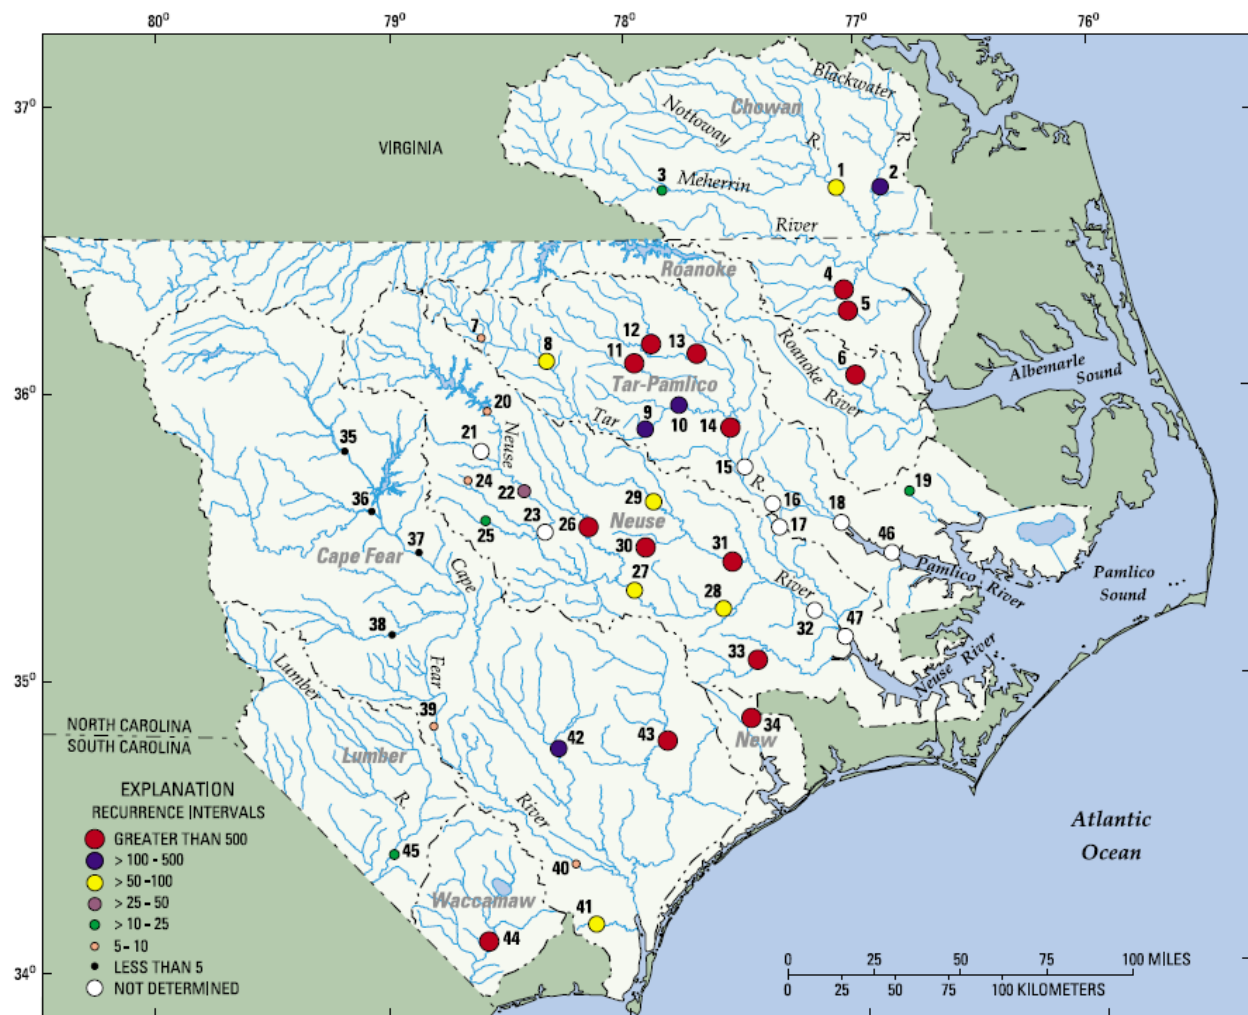 80°
79°
78°
77°
76°
37°
36°
35°
34°
VIRGINIA
Blackwater
R.
Chowan
Nottoway
R.
Meherrin
River
1
2
3
Roanoke
4
5
6
7
8
12
13
11
Tar-Pamlico
Roanoke
River
Albemarle
Sound
9
10
14
Tar
R.
20
21
Neuse
24
22
23
25
26
29
Neuse
30
31
27
28
15
16
17
18
19
46
Pamlico River
Pamlico
Sound
River
32
47
Neuse River
33
34
New
35
36
37
Cape Fear
Cape
38
Fear
39
Lumber
Lumber
R.
42
43
River
40
41
45
Waccamaw
44
NORTH CAROLINA
SOUTH CAROLINA
Atlantic
Ocean
EXPLANATION
RECURRENCE INTERVALS
GREATER THAN 500
> 100 - 500
> 50 -100
> 25 - 50
> 10 - 25
5 - 10
LESS THAN 5
NOT DETERMINED
0 25 50 75 100 MILES
0 25 50 75 100 KILOMETERS